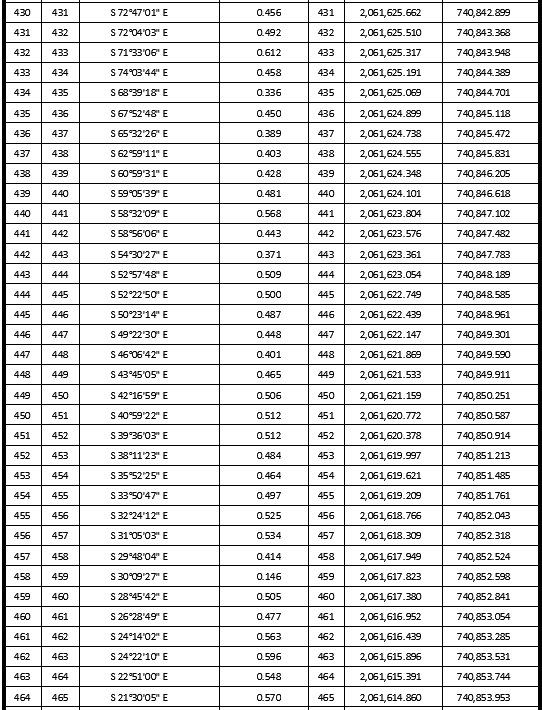 430 431 S 72°47'01" E 0.456 431 2,061,625.662 740,842.899
431 432 S 72°04'03" E 0.492 432 2,061,625.510 740,843.368
432 433 S 71°33'06" E 0.612 433 2,061,625.317 740,843.948
433 434 S 74°03'44" E 0.458 434 2,061,625.191 740,844.389
434 435 S 68°39'18" E 0.336 435 2,061,625.069 740,844.701
435 436 S 67°52'48" E 0.450 436 2,061,624.899 740,845.118
436 437 S 65°32'26" E 0.389 437 2,061,624.738 740,845.472
437 438 S 62°59'11" E 0.403 438 2,061,624.555 740,845.831
438 439 S 60°59'31" E 0.428 439 2,061,624.348 740,846.205
439 440 S 59°05'39" E 0.481 440 2,061,624.101 740,846.618
440 441 S 58°32'09" E 0.568 441 2,061,623.804 740,847.102
441 442 S 58°56'06" E 0.443 442 2,061,623.576 740,847.482
442 443 S 54°30'27" E 0.371 443 2,061,623.361 740,847.783
443 444 S 52°57'48" E 0.509 444 2,061,623.054 740,848.189
444 445 S 52°22'50" E 0.500 445 2,061,622.749 740,848.585
445 446 S 50°23'14" E 0.487 446 2,061,622.439 740,848.961
446 447 S 49°22'30" E 0.448 447 2,061,622.147 740,849.301
447 448 S 46°06'42" E 0.401 448 2,061,621.869 740,849.590
448 449 S 43°45'05" E 0.465 449 2,061,621.533 740,849.911
449 450 S 42°16'59" E 0.506 450 2,061,621.159 740,850.251
450 451 S 40°59'22" E 0.512 451 2,061,620.772 740,850.587
451 452 S 39°36'03" E 0.512 452 2,061,620.378 740,850.914
452 453 S 38°11'23" E 0.484 453 2,061,619.997 740,851.213
453 454 S 35°52'25" E 0.464 454 2,061,619.621 740,851.485
454 455 S 33°50'47" E 0.497 455 2,061,619.209 740,851.761
455 456 S 32°24'12" E 0.525 456 2,061,618.766 740,852.043
456 457 S 31°05'03" E 0.534 457 2,061,618.309 740,852.318
457 458 S 29°48'04" E 0.414 458 2,061,617.949 740,852.524
458 459 S 30°09'27" E 0.146 459 2,061,617.823 740,852.598
459 460 S 28°45'42" E 0.505 460 2,061,617.380 740,852.841
460 461 S 26°28'49" E 0.477 461 2,061,616.952 740,853.054
461 462 S 24°14'02" E 0.563 462 2,061,616.439 740,853.285
462 463 S 24°22'10" E 0.596 463 2,061,615.896 740,853.531
463 464 S 22°51'00" E 0.548 464 2,061,615.391 740,853.744
464 465 S 21°30'05" E 0.570 465 2,061,614.860 740,853.953